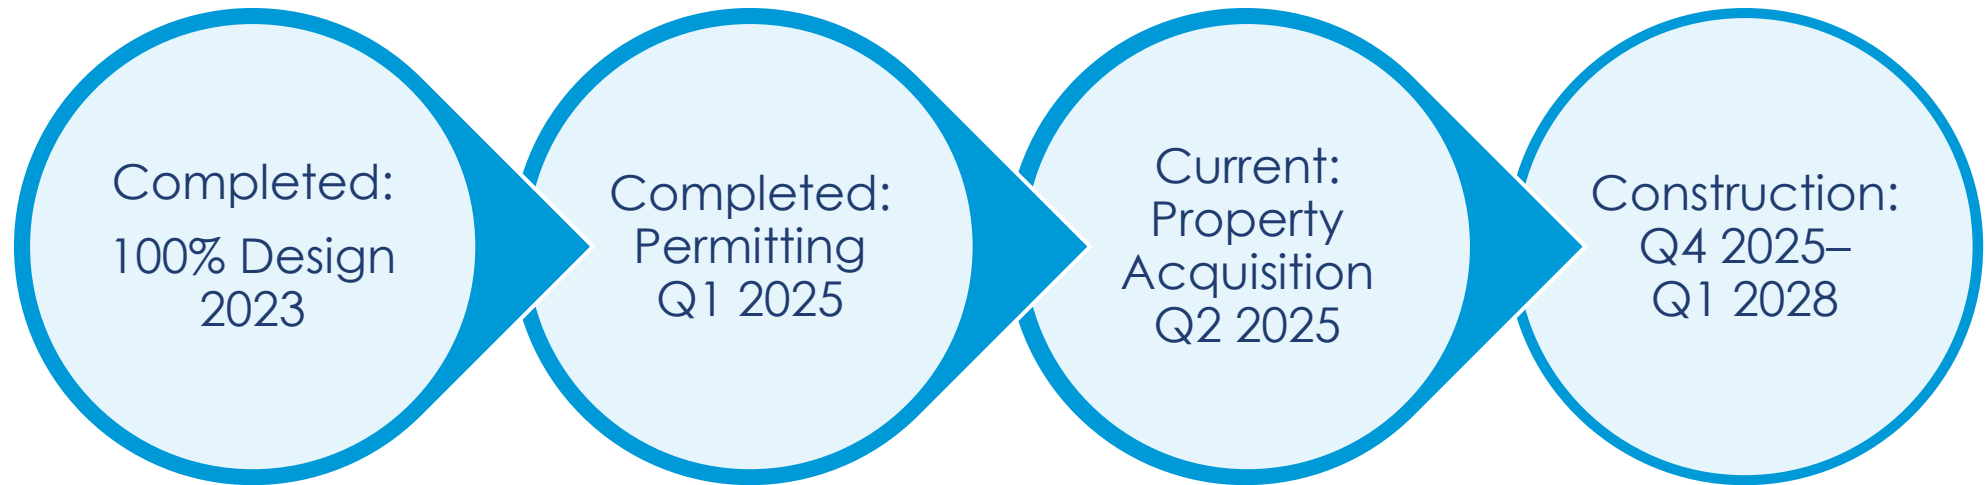 Completed:
100% Design
2023
Completed:
Permitting
Q1 2025
Current:
Property
Acquisition
Q2 2025
Construction:
Q4 2025–
Q1 2028